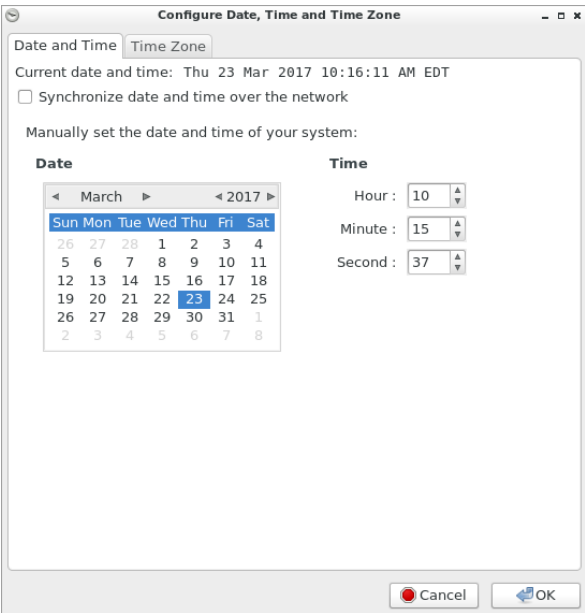 Configure Date, Time and Time Zone
Date and Time Time Zone
Current date and time: Thu 23 Mar 2017 10:16:11 AM EDT
Synchronize date and time over the network
Manually set the date and time of your system:
Date Time
March 2017 Hour : 10
Sun Mon Tue Wed Thu Fri Sat Minute : 15
26 27 28 1 2 3 4
5 6 7 8 9 10 11 Second : 37
12 13 14 15 16 17 18
19 20 21 22 23 24 25
26 27 28 29 30 31 1
2 3 4 5 6 7 8
Cancel OK